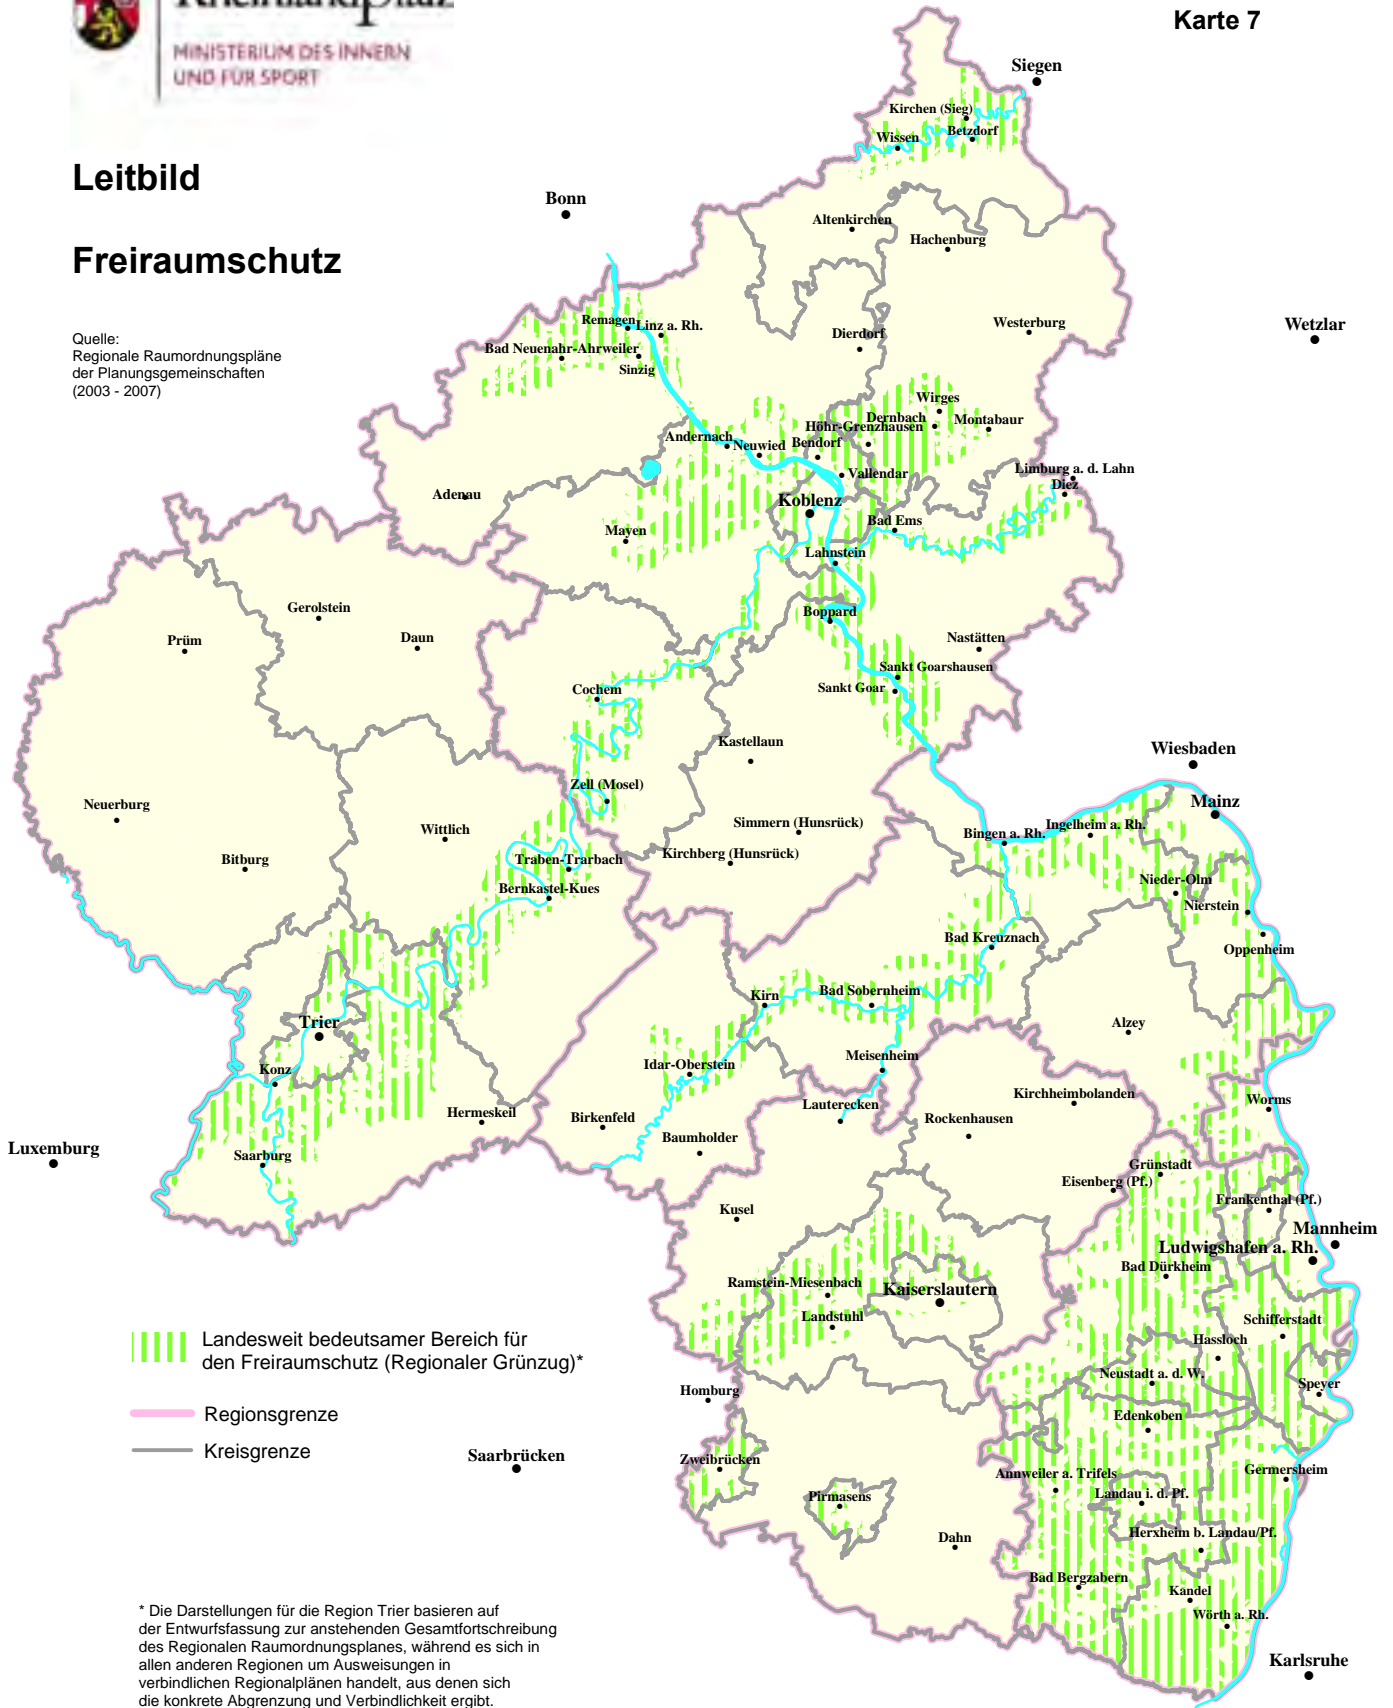 RheinlandPfalz
MINISTERIUM DES INNERN
UND FÜR SPORT
Karte 7
Leitbild
Freiraumschutz
Quelle:
Regionale Raumordnungspläne
der Planungsgemeinschaften
(2003 - 2007)
Siegen
Kirchen (Sieg)
Wissen
Betzdorf
Bonn
Altenkirchen
Hachenburg
Remagen
Linz a. Rh.
Dierdorf
Westerburg
Wetzlar
Bad Neuenahr-Ahrweiler
Sinzig
Wirges
Dernbach
Montabaur
Höhr-Grenzhausen
Andernach
Neuwied
Bendorf
Limburg a. d. Lahn
Vallendar
Diez
Adenau
Koblenz
Bad Ems
Mayen
Lahnstein
Gerolstein
Boppard
Prüm
Daun
Nastätten
Sankt Goarshausen
Cochem
Sankt Goar
Kastellaun
Wiesbaden
Zell (Mosel)
Neuerburg
Mainz
Wittlich
Simmern (Hunsrück)
Bingen a. Rh.
Ingelheim a. Rh.
Bitburg
Traben-Trarbach
Kirchberg (Hunsrück)
Bernkastel-Kues
Nieder-Olm
Nierstein
Bad Kreuznach
Oppenheim
Kirn
Bad Sobernheim
Trier
Alzey
Konz
Idar-Oberstein
Meisenheim
Kirchheimbolanden
Hermeskeil
Birkenfeld
Lauterecken
Worms
Rockenhausen
Baumholder
Luxemburg
Saarburg
Grünstadt
Eisenberg (Pf.)
Kusel
Frankenthal (Pf.)
Mannheim
Ludwigshafen a. Rh.
Bad Dürkheim
Ramstein-Miesenbach
Kaiserslautern
Landstuhl
Schifferstadt
Hassloch
Landesweit bedeutsamer Bereich für
den Freiraumschutz (Regionaler Grünzug)*
Neustadt a. d. W.
Homburg
Speyer
Regionsgrenze
Edenkoben
Kreisgrenze
Saarbrücken
Zweibrücken
Germersheim
Annweiler a. Trifels
Pirmasens
Landau i. d. Pf.
Dahn
Herxheim b. Landau/Pf.
Bad Bergzabern
Kandel
Wörth a. Rh.
Karlsruhe
* Die Darstellungen für die Region Trier basieren auf
der Entwurfsfassung zur anstehenden Gesamtfortschreibung
des Regionalen Raumordnungsplanes, während es sich in
allen anderen Regionen um Ausweisungen in
verbindlichen Regionalplänen handelt, aus denen sich
die konkrete Abgrenzung und Verbindlichkeit ergibt.